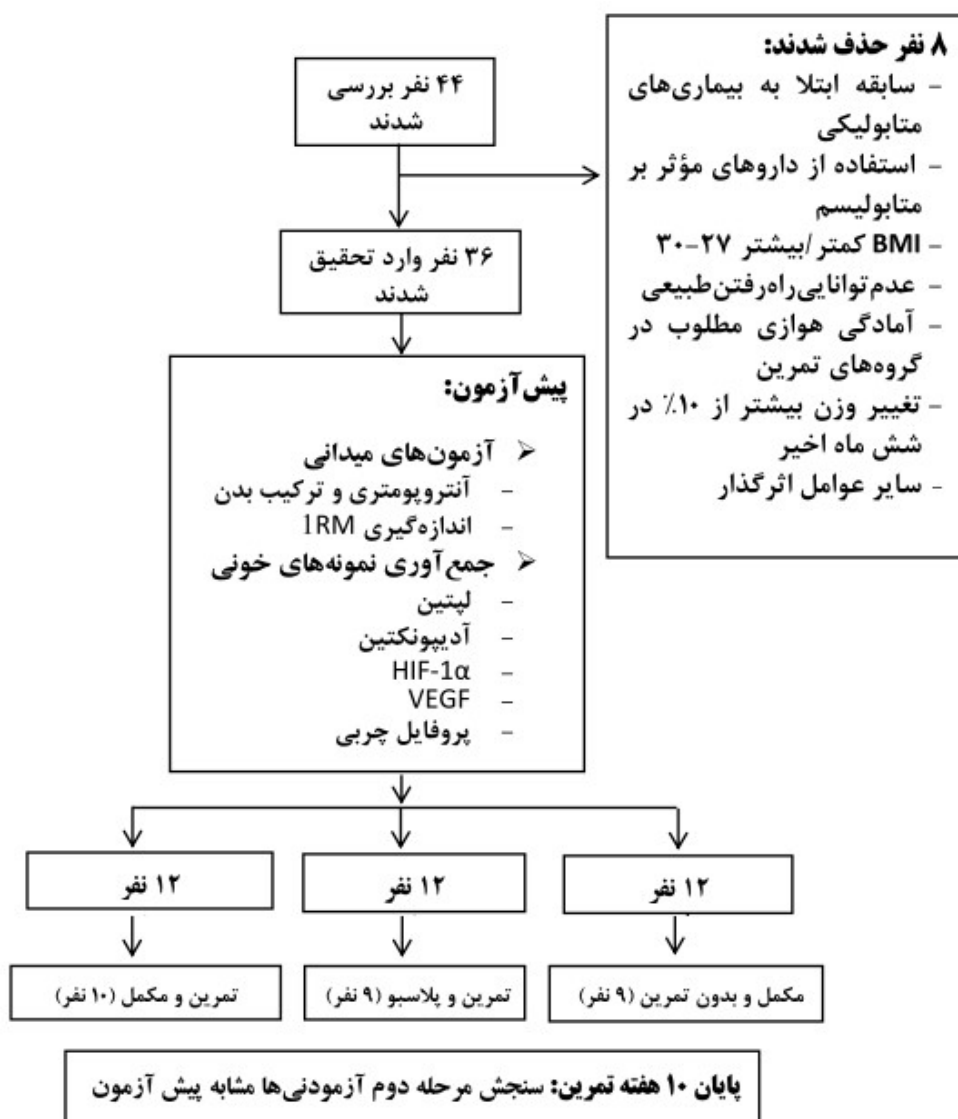 ۴۴ نفر بررسی
شدند
۸ نفر حذف شدند:
- سابقه ابتلا به بیماری‌های
متابولیکی
- استفاده از داروهای مؤثر بر
متابولیسم
- BMI کمتر/بیشتر ۲۷-۳۰
- عدم‌توانایی‌راه‌رفتن‌طبیعی
- آمادگی هوازی مطلوب در
گروه‌های تمرین
- تغییر وزن بیشتر از ۱۰٪ در
شش ماه اخیر
- سایر عوامل اثرگذار
۳۶ نفر وارد تحقیق
شدند
پیش‌آزمون:
➢ آزمون‌های میدانی
- آنتروپومتری و ترکیب بدن
- اندازه‌گیری 1RM
➢ جمع‌آوری نمونه‌های خونی
- لپتین
- آدیپونکتین
- HIF-1α
- VEGF
- پروفایل چربی
۱۲ نفر
۱۲ نفر
۱۲ نفر
مکمل و بدون تمرین (۹ نفر)
تمرین و پلاسبو (۹ نفر)
تمرین و مکمل (۱۰ نفر)
پایان ۱۰ هفته تمرین: سنجش مرحله دوم آزمودنی‌ها مشابه پیش آزمون